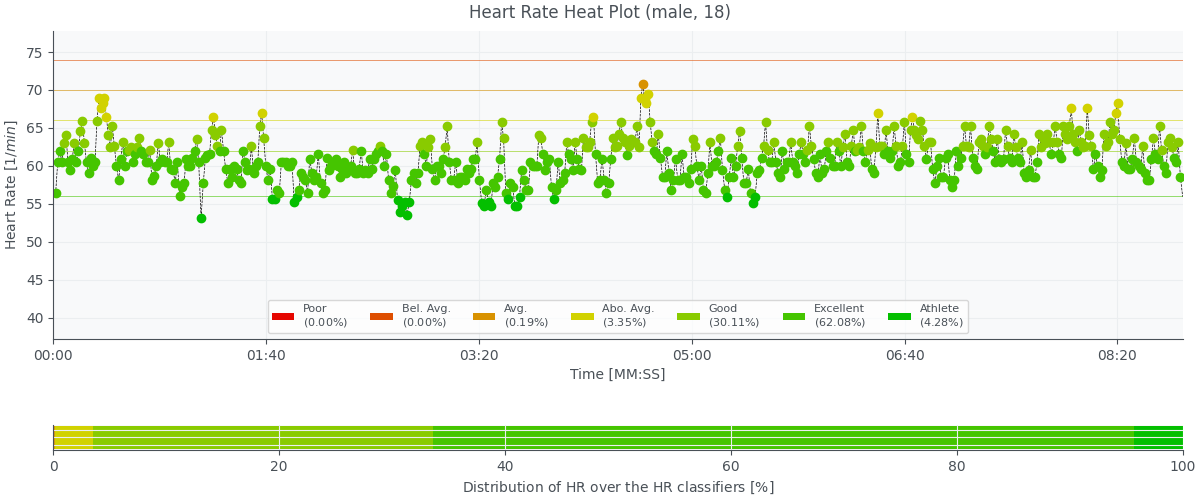 Heart Rate Heat Plot (male, 18)
Heart Rate [1/min]
75
70
65
60
55
50
45
40
Poor
(0.00%)
Bel. Avg.
(0.00%)
Avg.
(0.19%)
Abo. Avg.
(3.35%)
Good
(30.11%)
Excellent
(62.08%)
Athlete
(4.28%)
00:00 01:40 03:20 05:00 06:40 08:20
Time [MM:SS]
0 20 40 60 80 100
Distribution of HR over the HR classifiers [%]